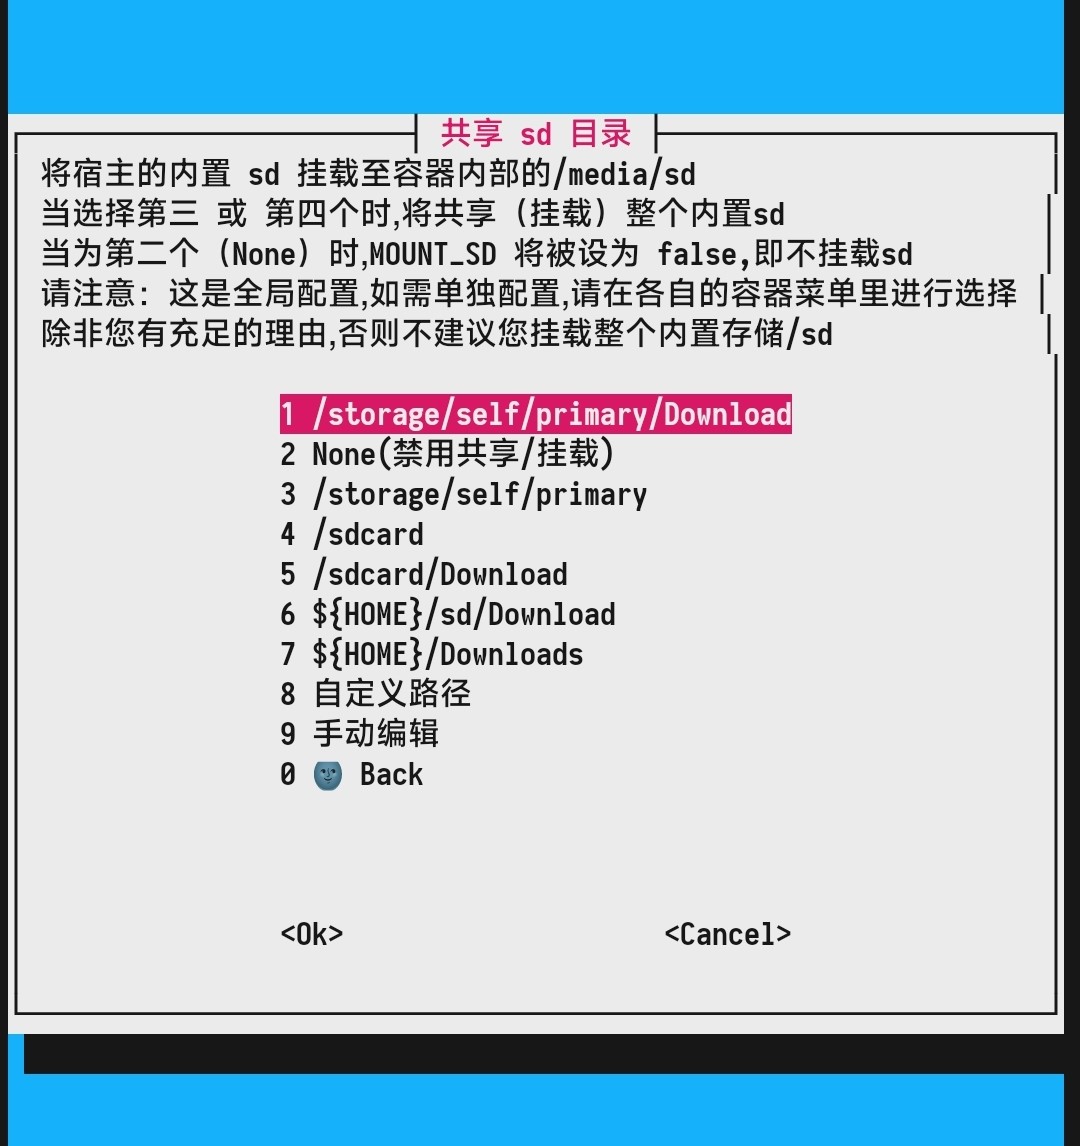 共享 sd 目录
将宿主的内置 sd 挂载至容器内部的/media/sd
当选择第三 或 第四个时,将共享（挂载）整个内置sd
当为第二个（None）时,MOUNT_SD 将被设为 false,即不挂载sd
请注意：这是全局配置,如需单独配置,请在各自的容器菜单里进行选择
除非您有充足的理由,否则不建议您挂载整个内置存储/sd
1 /storage/self/primary/Download
2 None(禁用共享/挂载)
3 /storage/self/primary
4 /sdcard
5 /sdcard/Download
6 ${HOME}/sd/Download
7 ${HOME}/Downloads
8 自定义路径
9 手动编辑
0 🌚 Back
<Ok> <Cancel>